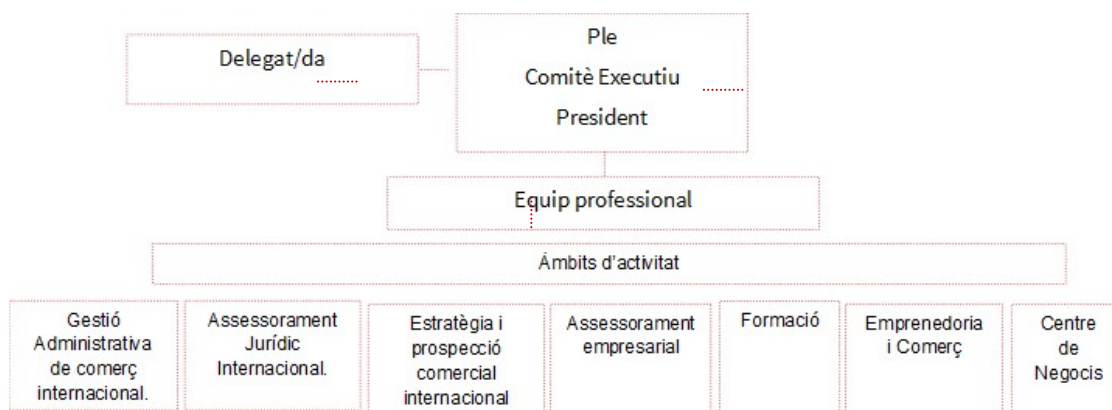 Delegat/da
Ple
Comitè Executiu
President
Equip professional
Àmbits d'activitat
Gestió
Administrativa
de comerç
internacional.
Assessorament
Jurídic
Internacional.
Estratègia i
prospecció
comercial
internacional
Assessorament
empresarial
Formació
Emprenedoria
i Comerç
Centre
de
Negocis